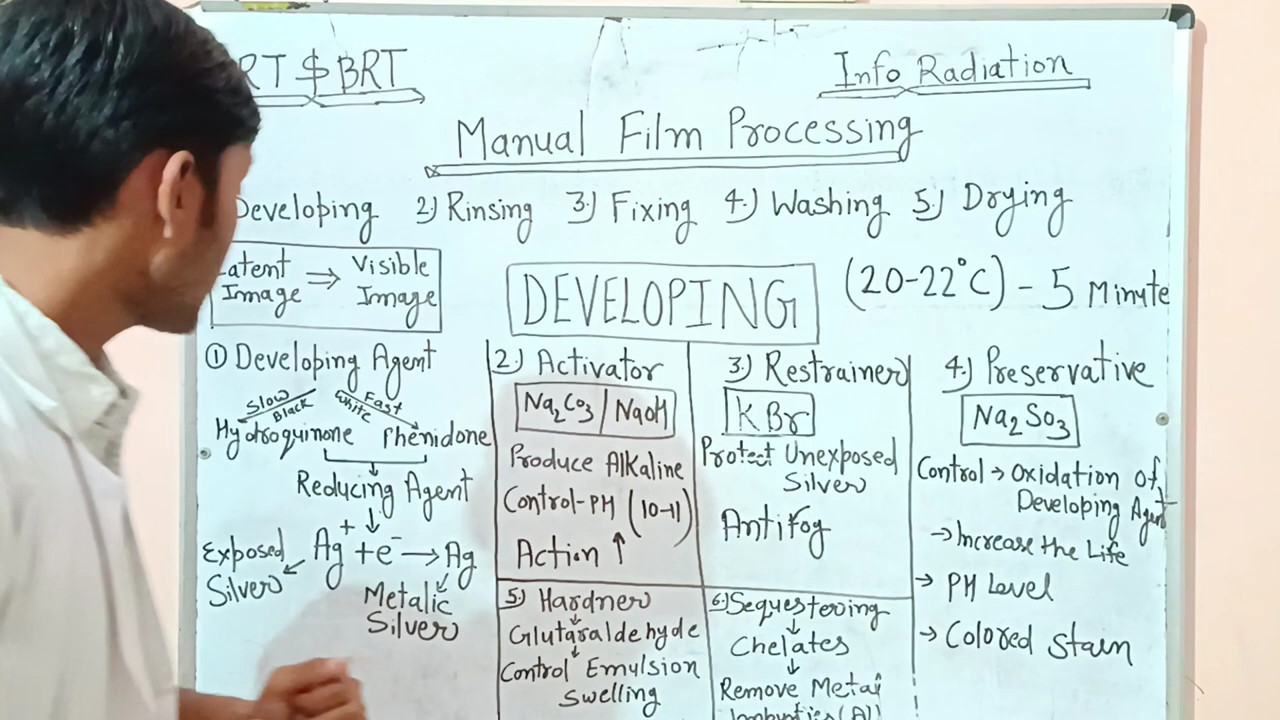 RT $ BRT
Info Radiation
Manual Film Processing
Developing 2.) Rinsing 3.) Fixing 4.) Washing 5.) Drying
Latent Image ⇒ Visible Image
DEVELOPING
(20-22°C) - 5 Minute
① Developing Agent
Slow Black
White Fast
Hydroquinone Phenidone
Reducing Agent
Exposed Silver ← Ag⁺ + e⁻ → Ag
Metalic Silver
2.) Activator
Na₂Co₃ / NaoH
Produce Alkaline
Control-PH (10-11)
Action ↑
3.) Restrainer
KBr
Protect Unexposed
Silver
Antifog
4.) Preservative
Na₂So₃
Control → Oxidation of
Developing Agent
→ Increase the Life
→ PH Level
→ Colored Stain
5.) Hardner
Glutaraldehyde
Control Emulsion
Swelling
6.) Sequestering
Chelates
Remove Metal